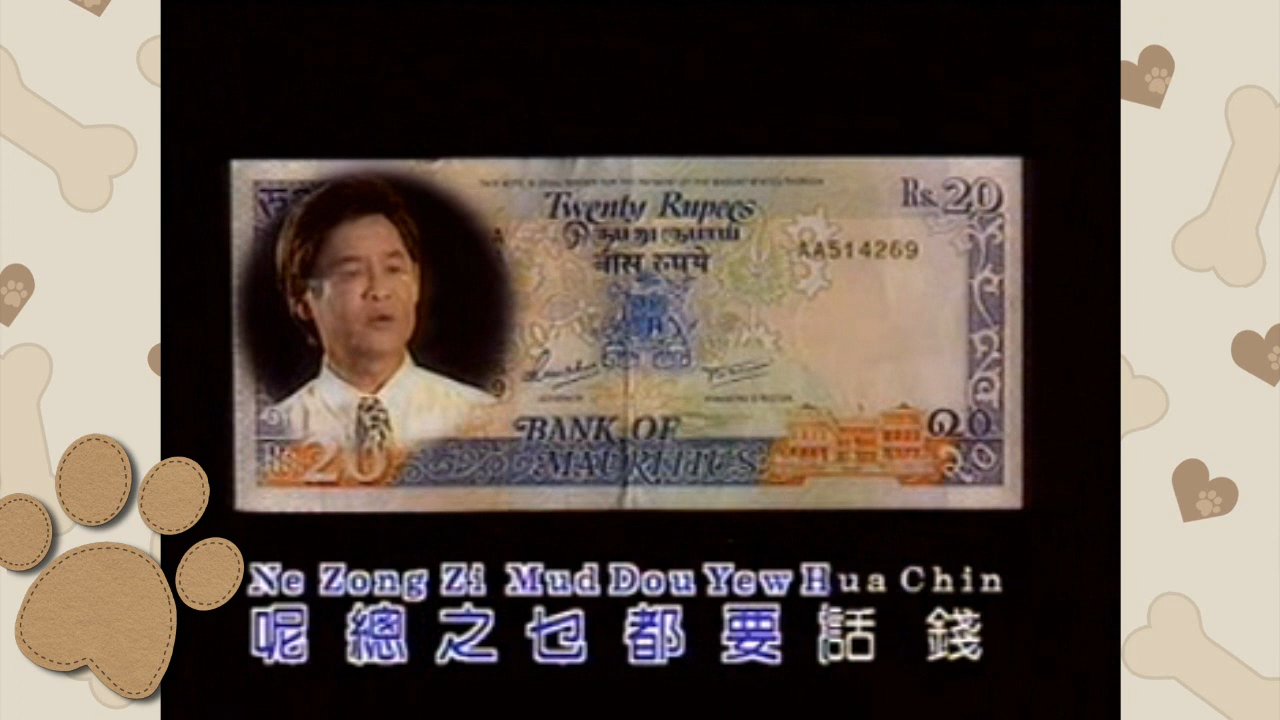 Twenty Rupees
Rs. 20
बीस रुपये
AA514269
BANK OF
MAURITIUS
Rs 20
Ne Zong Zi Mud Dou Yew Hua Chin
呢 總 之 乜 都 要 話 錢